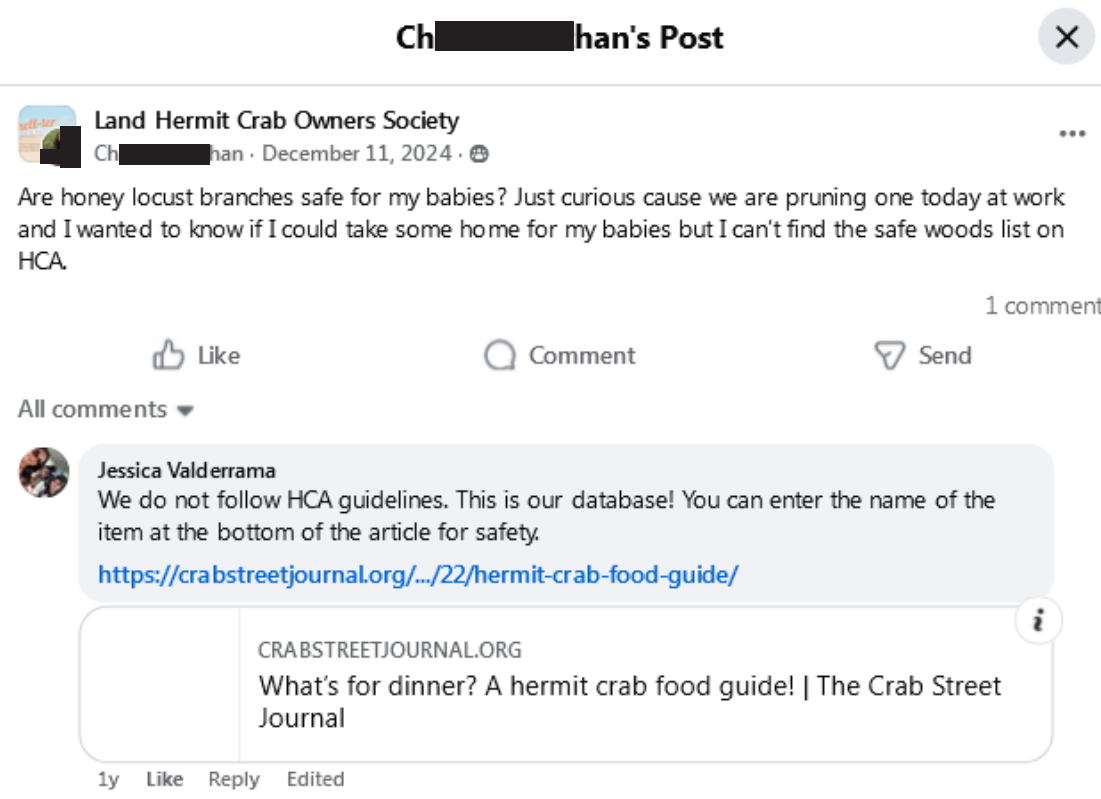 Ch han's Post
Land Hermit Crab Owners Society
Ch han · December 11, 2024 ·
Are honey locust branches safe for my babies? Just curious cause we are pruning one today at work
and I wanted to know if I could take some home for my babies but I can't find the safe woods list on
HCA.
1 comment
Like Comment Send
All comments
Jessica Valderrama
We do not follow HCA guidelines. This is our database! You can enter the name of the
item at the bottom of the article for safety.
https://crabstreetjournal.org/.../22/hermit-crab-food-guide/
CRABSTREETJOURNAL.ORG
What's for dinner? A hermit crab food guide! | The Crab Street
Journal
1y Like Reply Edited